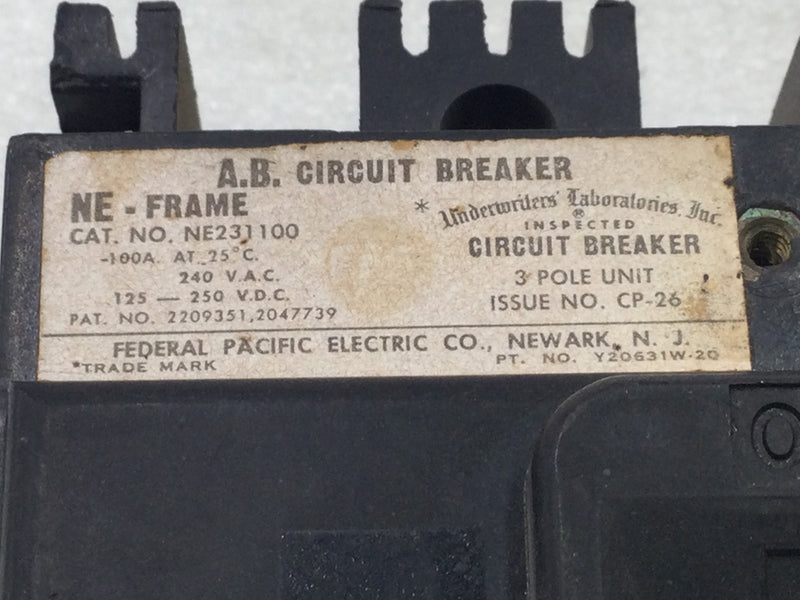 A.B. CIRCUIT BREAKER
NE - FRAME
CAT. NO. NE231100
-100A. AT 25°C.
240 V.A.C.
125 — 250 V.D.C.
PAT. NO. 2209351,2047739
* Underwriters' Laboratories, Inc.
®
INSPECTED
CIRCUIT BREAKER
3 POLE UNIT
ISSUE NO. CP-26
FEDERAL PACIFIC ELECTRIC CO., NEWARK, N. J.
*TRADE MARK
PT. NO. Y20631W-20